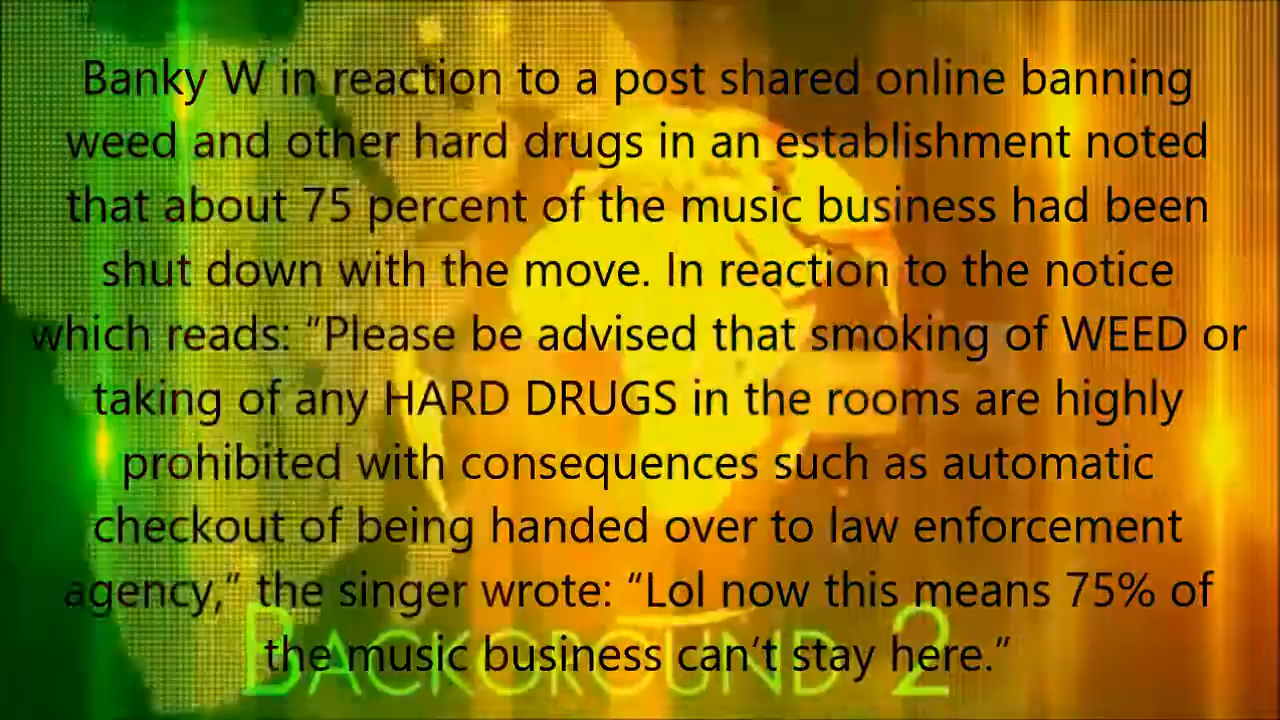 Banky W in reaction to a post shared online banning
weed and other hard drugs in an establishment noted
that about 75 percent of the music business had been
shut down with the move. In reaction to the notice
which reads: “Please be advised that smoking of WEED or
taking of any HARD DRUGS in the rooms are highly
prohibited with consequences such as automatic
checkout of being handed over to law enforcement
agency,” the singer wrote: “Lol now this means 75% of
the music business can’t stay here.”
BACKGROUND 2